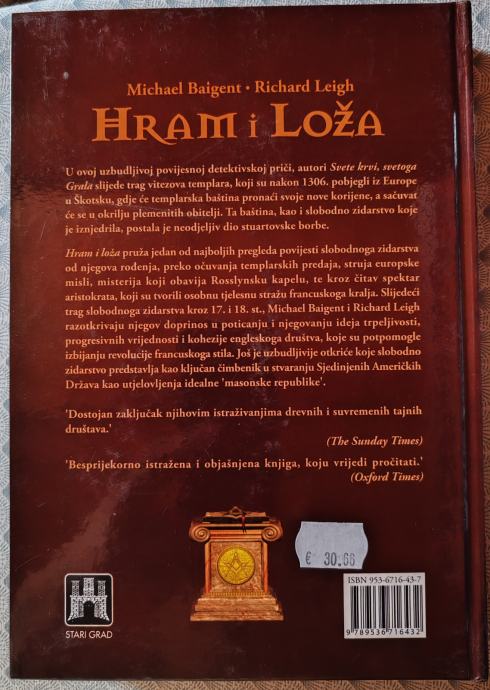 Michael Baigent • Richard Leigh
HRAM i LOŽA
'U ovoj uzbudljivoj povijesnoj detektivskoj priči, autori Svete krvi, svetoga
Grala slijede trag vitezova templara, koji su nakon 1306. pobjegli iz Europe
u Škotsku, gdje će templarska baština pronaći svoje nove korijene, a sačuvat
će se u okrilju plemenitih obitelji. Ta baština, kao i slobodno zidarstvo koje
je iznjedrila, postala je neodjeljiv dio stuartovske borbe.
Hram i loža pruža jedan od najboljih pregleda povijesti slobodnoga zidarstva
od njegova rođenja, preko očuvanja templarskih predaja, struja europske
misli, misterija koji obavija Rosslynsku kapelu, te kroz čitav spektar
aristokrata, koji su tvorili osobnu tjelesnu stražu francuskoga kralja. Slijedeći
trag slobodnoga zidarstva kroz 17. i 18. st., Michael Baigent i Richard Leigh
razotkrivaju njegov doprinos u poticanju i njegovanju ideja trpeljivosti,
progresivnih vrijednosti i kohezije engleskoga društva, koje su potpomogle
izbijanju revolucije francuskoga stila. Još je uzbudljivije otkriće koje slobodno
zidarstvo predstavlja kao ključan čimbenik u stvaranju Sjedinjenih Američkih
Država kao utjelovljenja idealne 'masonske republike'.
'Dostojan zaključak njihovim istraživanjima drevnih i suvremenih tajnih
društava.'
(The Sunday Times)
'Besprijekorno istražena i objašnjena knjiga, koju vrijedi pročitati.'
(Oxford Times)
€ 30.66
ISBN 953-6716-43-7
9 789536 716432
STARI GRAD